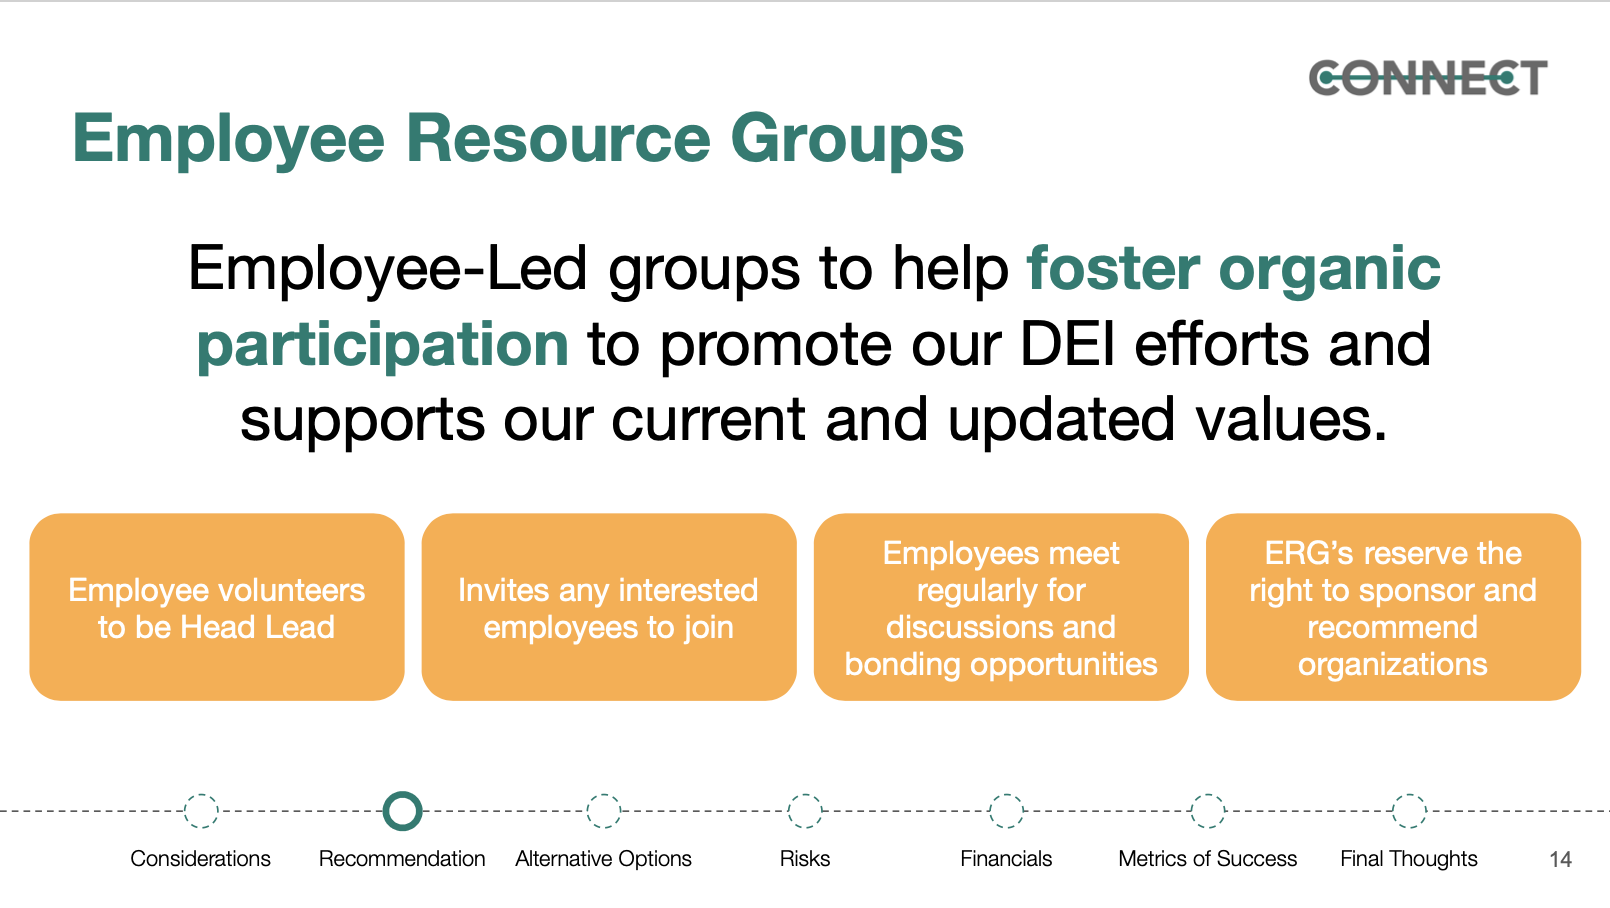 CONNECT
Employee Resource Groups
Employee-Led groups to help foster organic
participation to promote our DEI efforts and
supports our current and updated values.
Employee volunteers
to be Head Lead
Invites any interested
employees to join
Employees meet
regularly for
discussions and
bonding opportunities
ERG’s reserve the
right to sponsor and
recommend
organizations
Considerations
Recommendation
Alternative Options
Risks
Financials
Metrics of Success
Final Thoughts
14